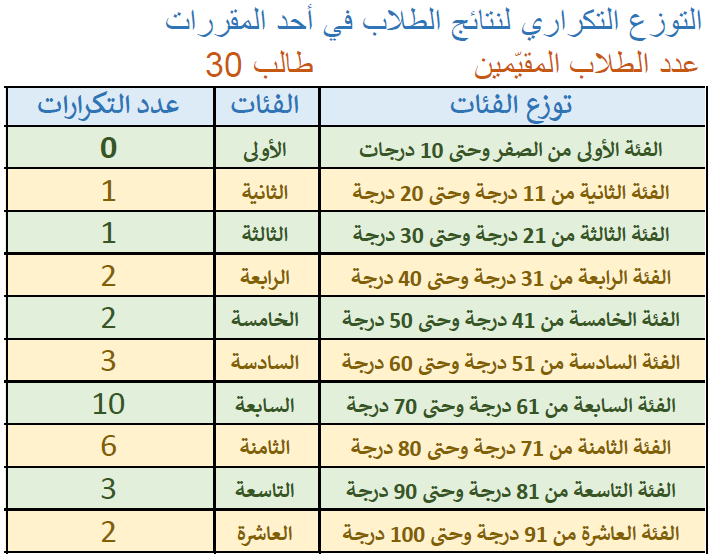 التوزع التكراري لنتائج الطلاب في أحد المقررات
عدد الطلاب المقيّمين 30 طالب
توزع الفئات الفئات عدد التكرارات
الفئة الأولى من الصفر وحتى 10 درجات الأولى 0
الفئة الثانية من 11 درجة وحتى 20 درجة الثانية 1
الفئة الثالثة من 21 درجة وحتى 30 درجة الثالثة 1
الفئة الرابعة من 31 درجة وحتى 40 درجة الرابعة 2
الفئة الخامسة من 41 درجة وحتى 50 درجة الخامسة 2
الفئة السادسة من 51 درجة وحتى 60 درجة السادسة 3
الفئة السابعة من 61 درجة وحتى 70 درجة السابعة 10
الفئة الثامنة من 71 درجة وحتى 80 درجة الثامنة 6
الفئة التاسعة من 81 درجة وحتى 90 درجة التاسعة 3
الفئة العاشرة من 91 درجة وحتى 100 درجة العاشرة 2